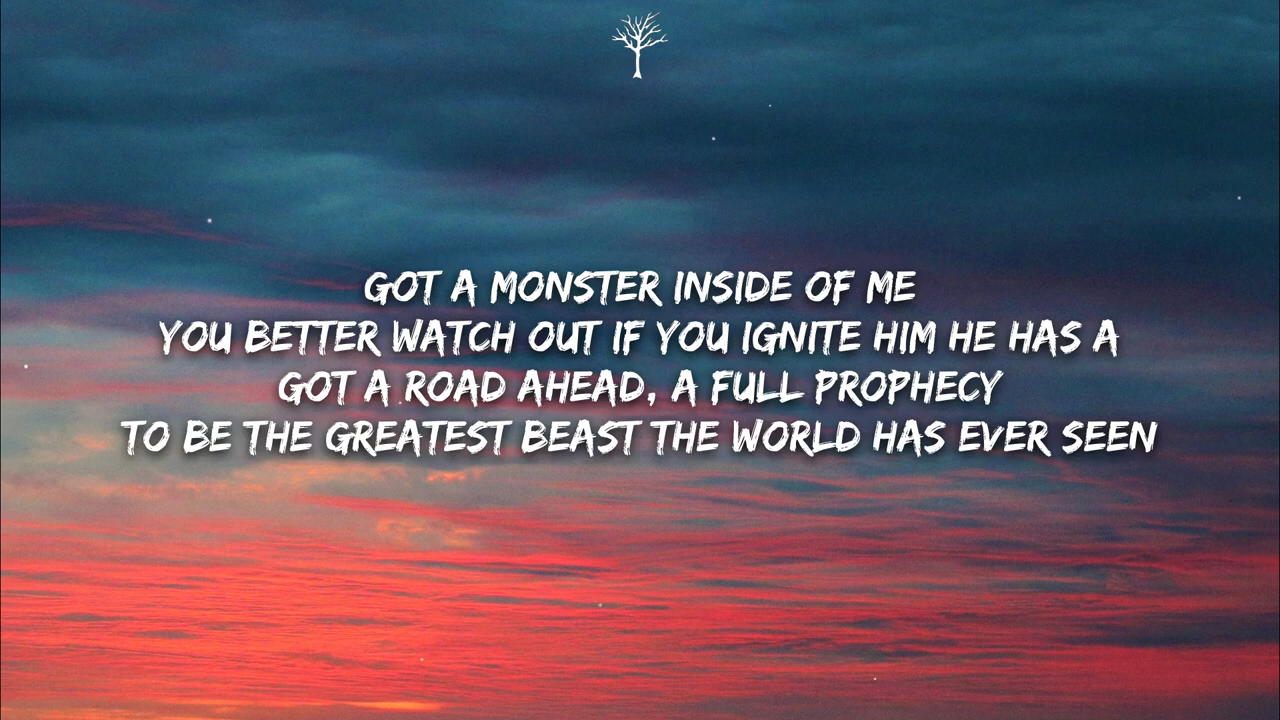 GOT A MONSTER INSIDE OF ME
YOU BETTER WATCH OUT IF YOU IGNITE HIM HE HAS A
GOT A ROAD AHEAD, A FULL PROPHECY
TO BE THE GREATEST BEAST THE WORLD HAS EVER SEEN